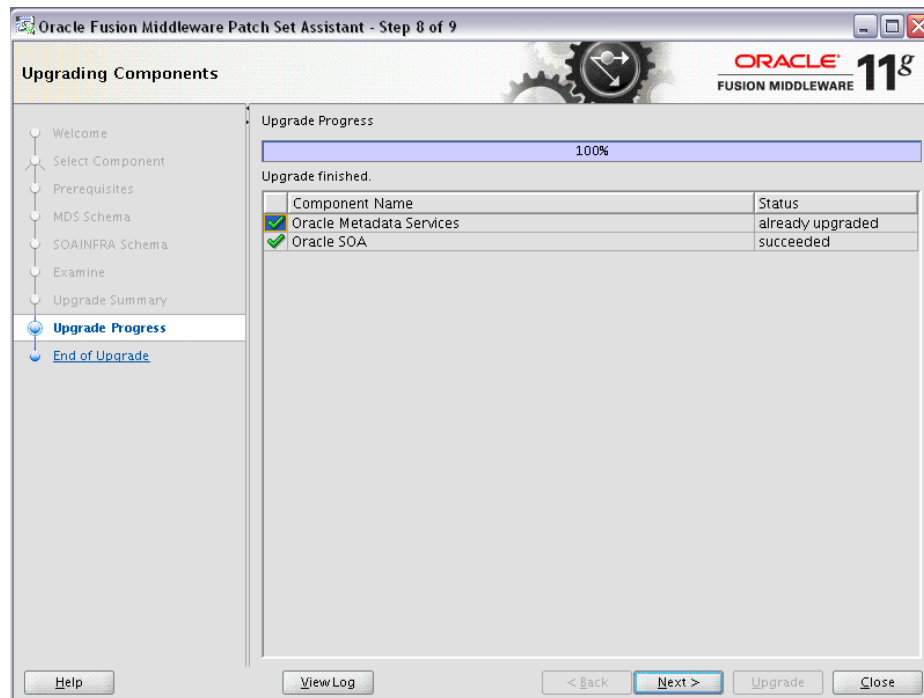 Oracle Fusion Middleware Patch Set Assistant - Step 8 of 9
Upgrading Components
ORACLE
FUSION MIDDLEWARE
11g
Welcome
Select Component
Prerequisites
MDS Schema
SOAINFRA Schema
Examine
Upgrade Summary
Upgrade Progress
End of Upgrade
Upgrade Progress
100%
Upgrade finished.
Component Name Status
Oracle Metadata Services already upgraded
Oracle SOA succeeded
Help View Log < Back Next > Upgrade Close